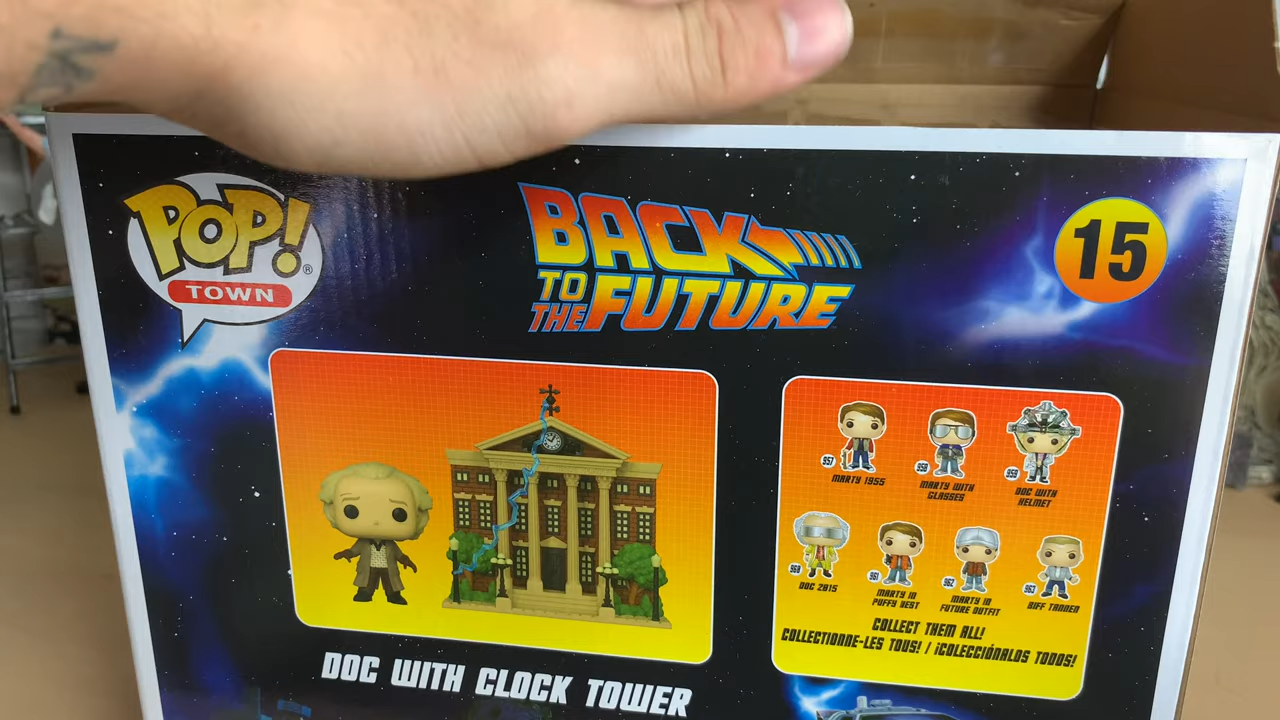 POP!®
TOWN
BACK
TO
THE FUTURE
15
957
MARTY 1955
958
MARTY WITH
GLASSES
959
DOC WITH
HELMET
960
DOC 2015
961
MARTY IN
PUFFY VEST
962
MARTY IN
FUTURE OUTFIT
963
BIFF TANNEN
COLLECT THEM ALL!
COLLECTIONNE-LES TOUS! / ¡COLECCIÓNALOS TODOS!
DOC WITH CLOCK TOWER